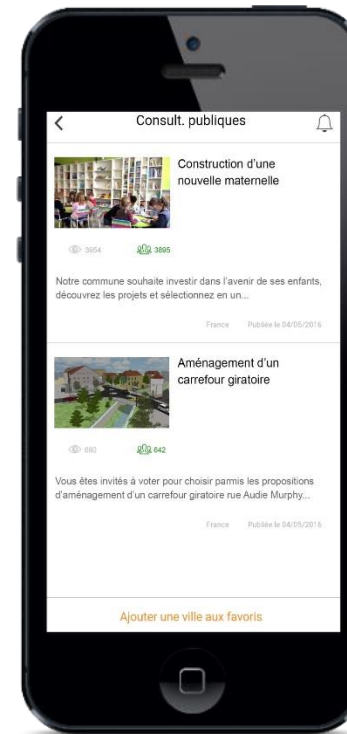 Consult. publiques
Construction d'une
nouvelle maternelle
3954
3895
Notre commune souhaite investir dans l'avenir de ses enfants,
découvrez les projets et sélectionnez en un...
France Publiée le 04/05/2016
Aménagement d'un
carrefour giratoire
642
Vous êtes invités à voter pour choisir parmis les propositions
d'aménagement d'un carrefour giratoire rue Audie Murphy...
France Publiée le 04/05/2016
Ajouter une ville aux favoris